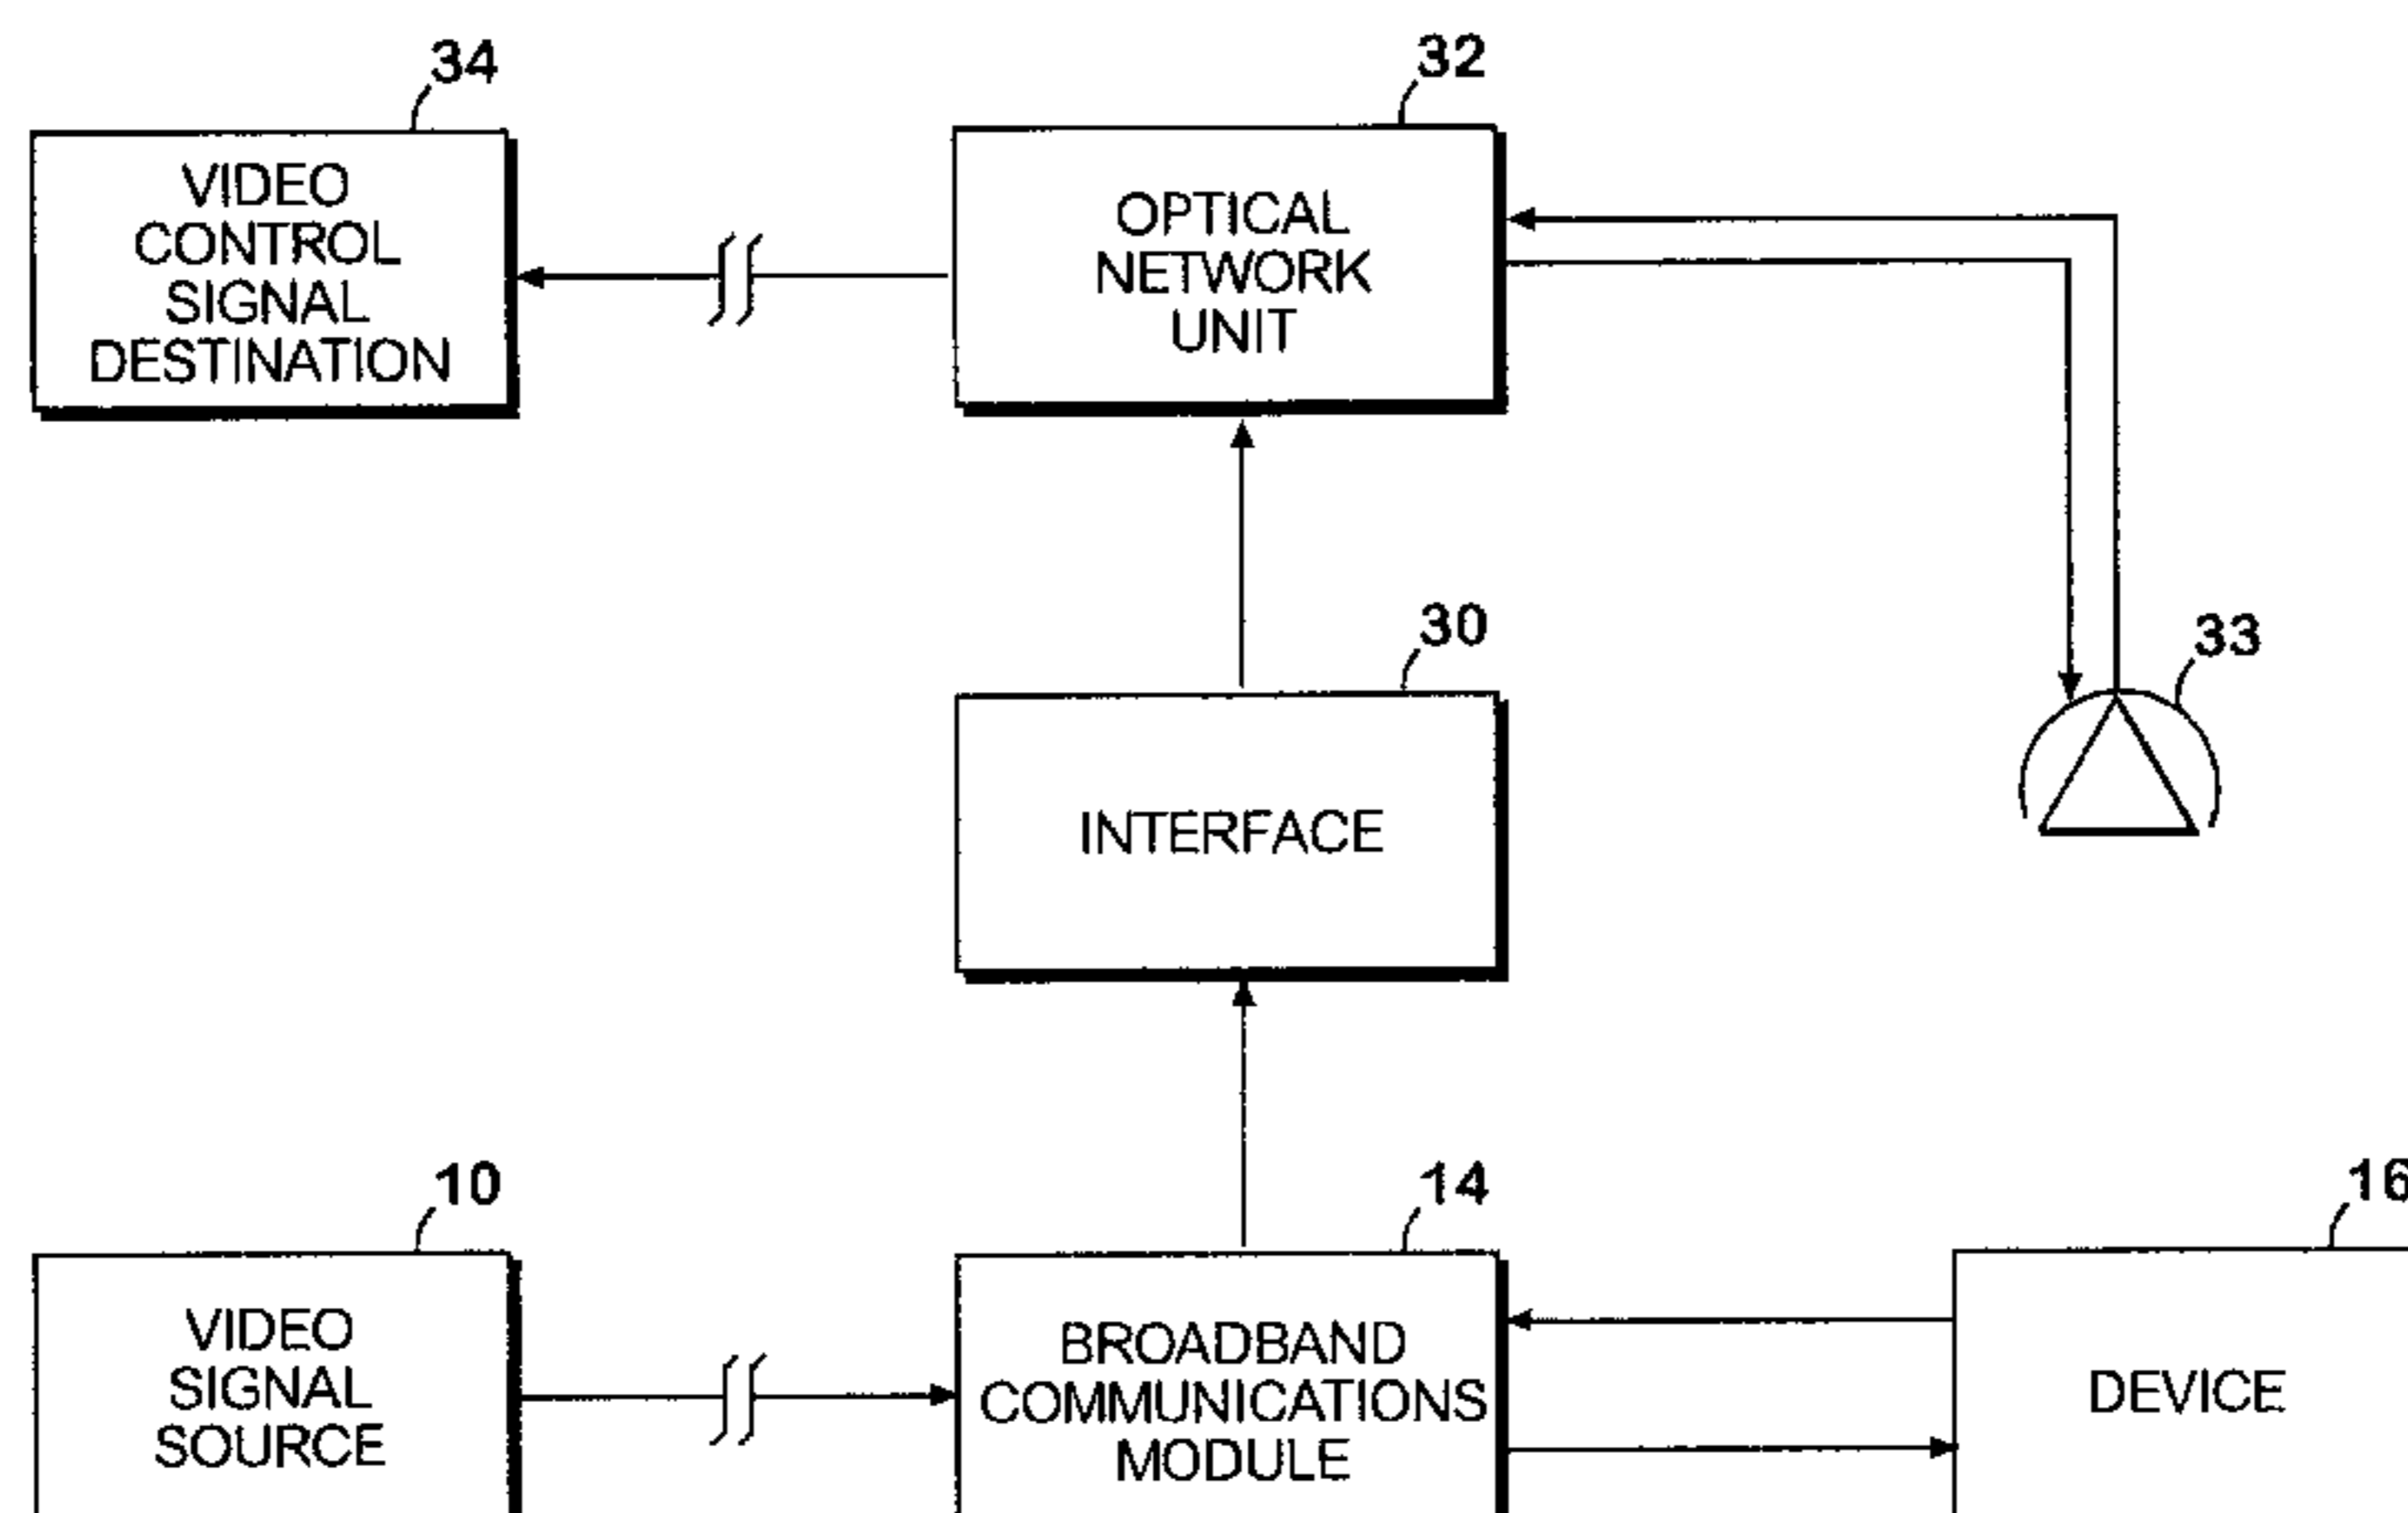 34
VIDEO
CONTROL
SIGNAL
DESTINATION
32
OPTICAL
NETWORK
UNIT
30
INTERFACE
33
10
VIDEO
SIGNAL
SOURCE
14
BROADBAND
COMMUNICATIONS
MODULE
16
DEVICE